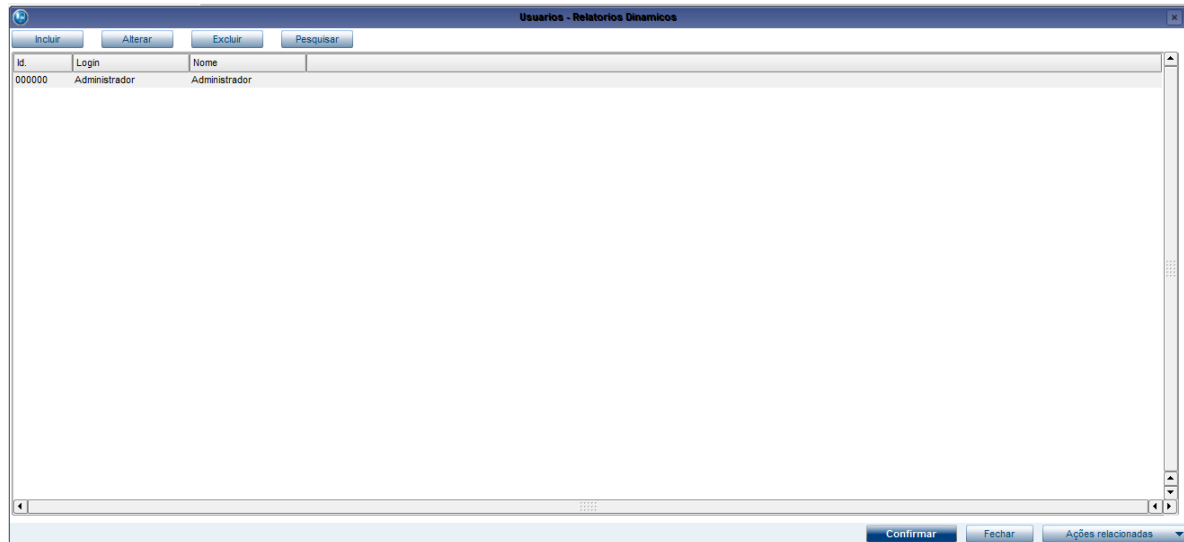 Usuarios - Relatorios Dinamicos
Incluir Alterar Excluir Pesquisar
Id. Login Nome
000000 Administrador Administrador
Confirmar Fechar Ações relacionadas